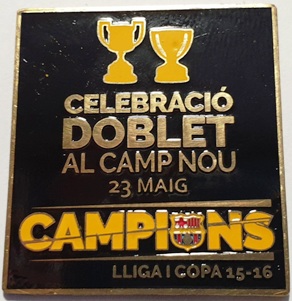 CELEBRACIÓ
DOBLET
AL CAMP NOU
23 MAIG
CAMPIONS
LLIGA I COPA 15-16